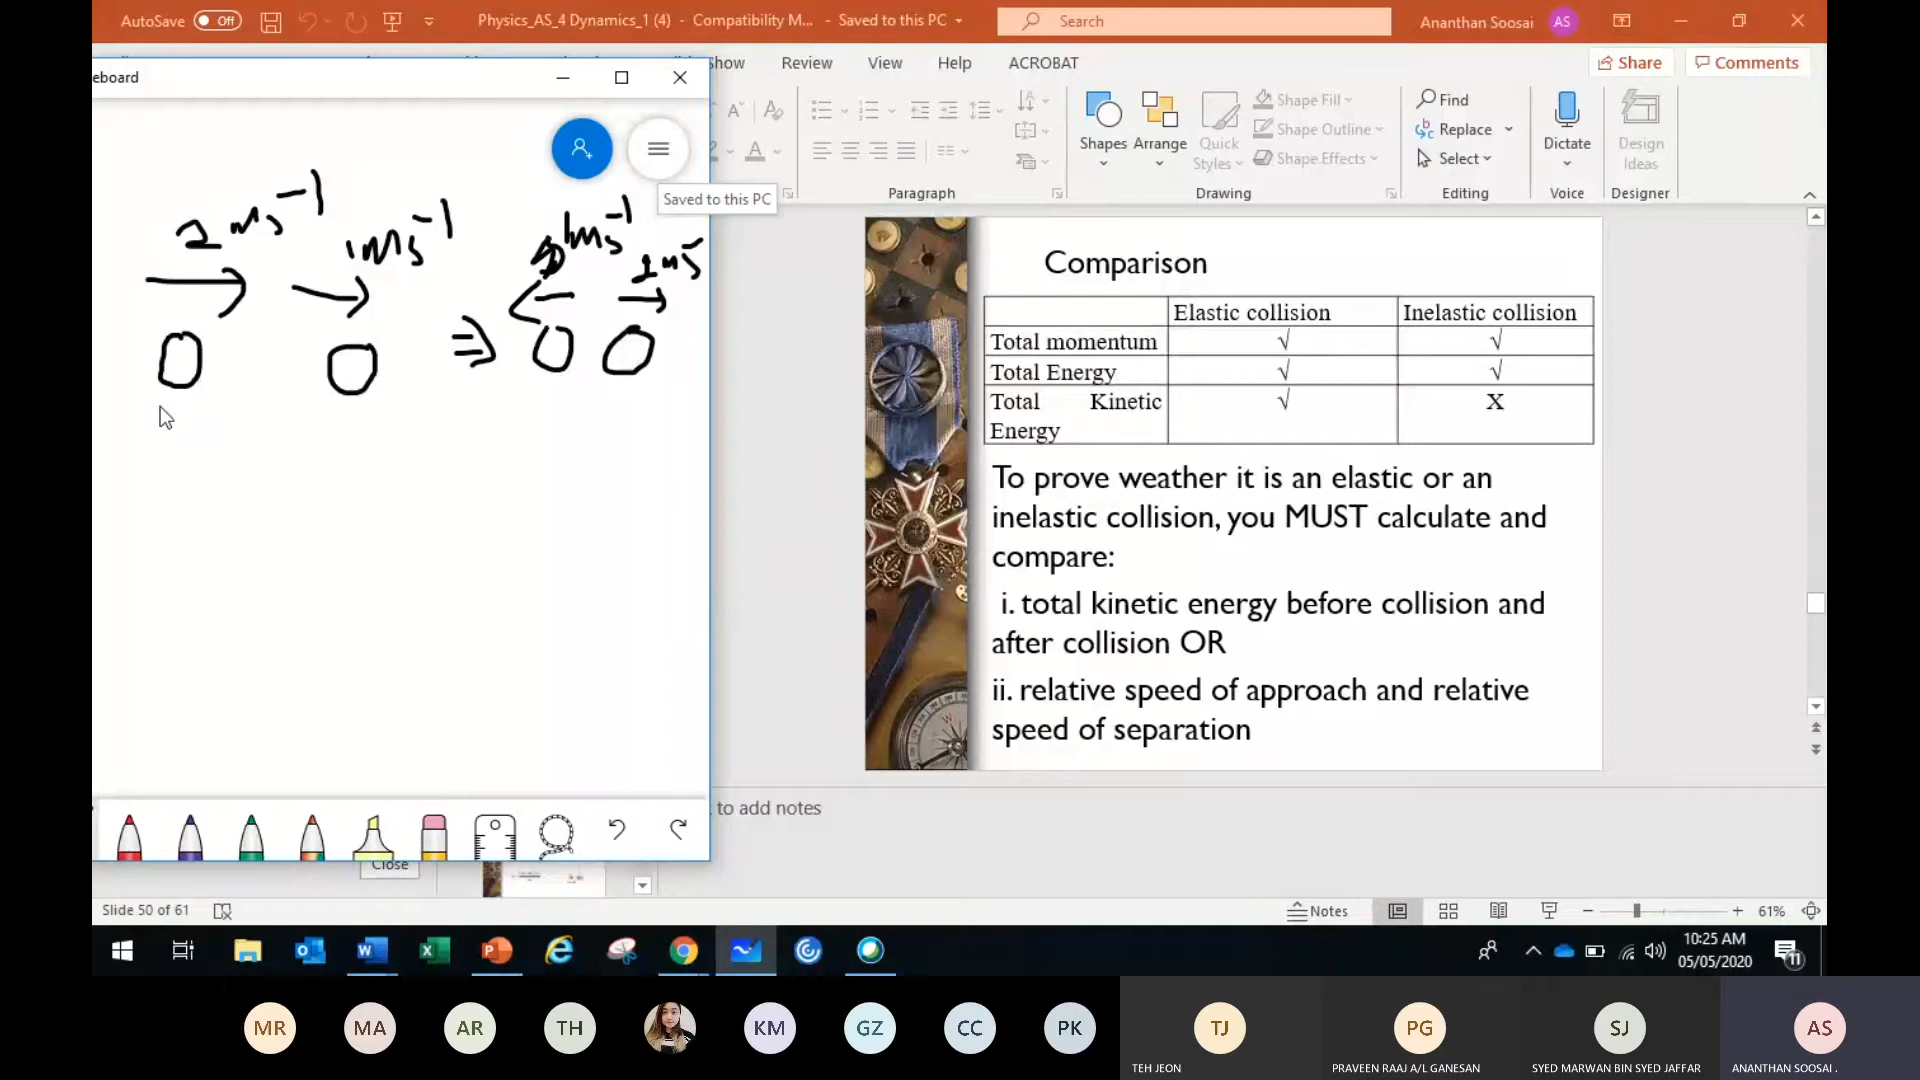 AutoSave Off Physics_AS_4 Dynamics_1 (4) - Compatibility M... - Saved to this PC Search Ananthan Soosai AS
how Review View Help ACROBAT Share Comments
eboard
Shapes Arrange Quick Styles Shape Fill Shape Outline Shape Effects Find Replace Select Dictate Design Ideas
Paragraph Drawing Editing Voice Designer
Saved to this PC
2 ms⁻¹
1ms⁻¹
1ms⁻¹
Comparison
Elastic collision Inelastic collision
Total momentum √ √
Total Energy √ √
Total Kinetic Energy √ X
To prove weather it is an elastic or an
inelastic collision, you MUST calculate and
compare:
i. total kinetic energy before collision and
after collision OR
ii. relative speed of approach and relative
speed of separation
to add notes
Close
Slide 50 of 61 Notes 61%
10:25 AM
05/05/2020
11
MR MA AR TH KM GZ CC PK TJ PG SJ AS
TEH JEON PRAVEEN RAAJ A/L GANESAN SYED MARWAN BIN SYED JAFFAR ANANTHAN SOOSAI .